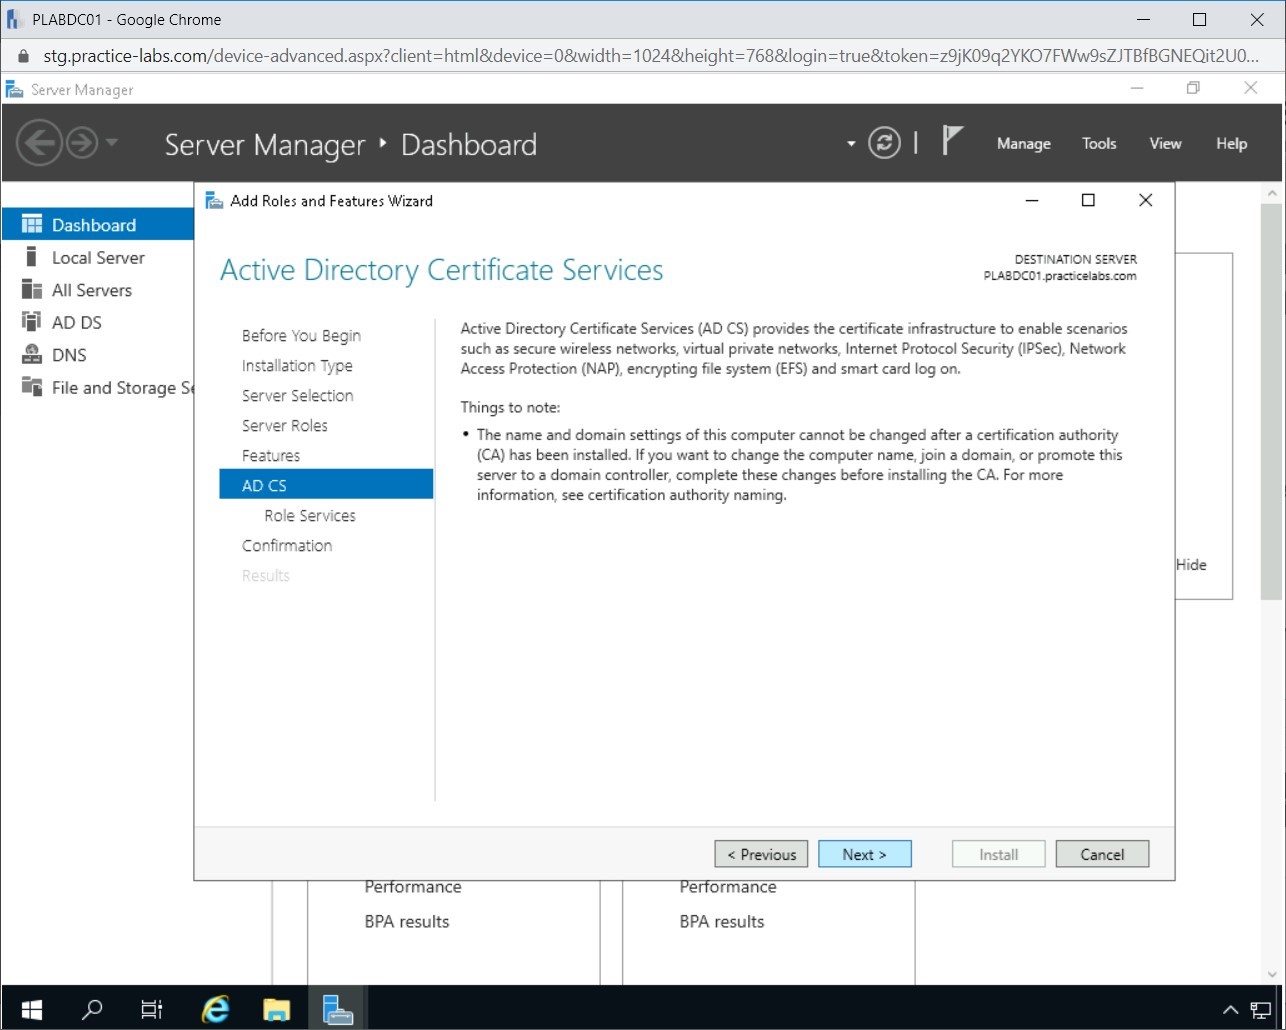 PLABDC01 - Google Chrome
stg.practice-labs.com/device-advanced.aspx?client=html&device=0&width=1024&height=768&login=true&token=z9jK09q2YKO7FWw9sZJTBfBGNEQit2U0...
Server Manager
Server Manager ‣ Dashboard
Manage Tools View Help
Dashboard
Local Server
All Servers
AD DS
DNS
File and Storage Se
Add Roles and Features Wizard
Active Directory Certificate Services
DESTINATION SERVER
PLABDC01.practicelabs.com
Before You Begin
Installation Type
Server Selection
Server Roles
Features
AD CS
Role Services
Confirmation
Results
Active Directory Certificate Services (AD CS) provides the certificate infrastructure to enable scenarios
such as secure wireless networks, virtual private networks, Internet Protocol Security (IPSec), Network
Access Protection (NAP), encrypting file system (EFS) and smart card log on.
Things to note:
• The name and domain settings of this computer cannot be changed after a certification authority
(CA) has been installed. If you want to change the computer name, join a domain, or promote this
server to a domain controller, complete these changes before installing the CA. For more
information, see certification authority naming.
Hide
< Previous Next > Install Cancel
Performance Performance
BPA results BPA results